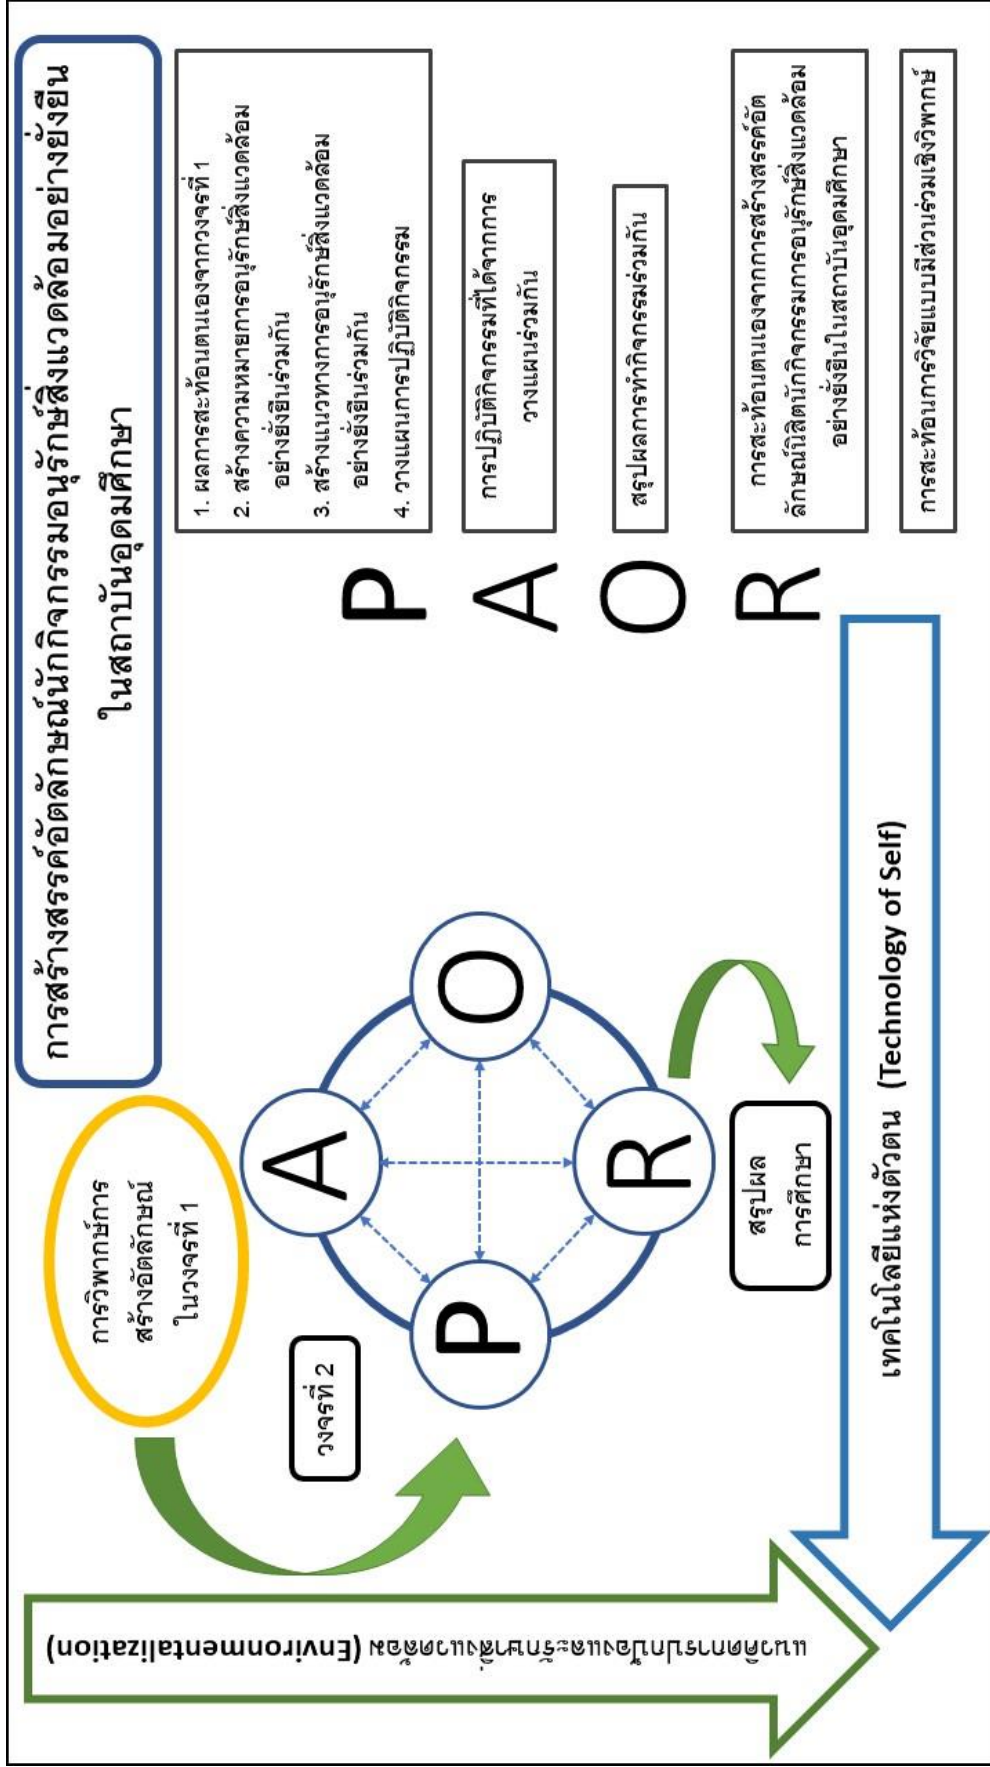 การสร้างสรรค์อัตลักษณ์นักกิจกรรมอนุรักษ์สิ่งแวดล้อมอย่างยั่งยืน
ในสถาบันอุดมศึกษา
การวิพากษ์การ
สร้างอัตลักษณ์
ในวงจรที่ 1
วงจรที่ 2
A
P
O
R
สรุปผล
การศึกษา
P
1. ผลการสะท้อนตนเองจากวงจรที่ 1
2. สร้างความหมายการอนุรักษ์สิ่งแวดล้อม
อย่างยั่งยืนร่วมกัน
3. สร้างแนวทางการอนุรักษ์สิ่งแวดล้อม
อย่างยั่งยืนร่วมกัน
4. วางแผนการปฏิบัติกิจกรรม
A
การปฏิบัติกิจกรรมที่ได้จากการ
วางแผนร่วมกัน
O
สรุปผลการทำกิจกรรมร่วมกัน
R
การสะท้อนตนเองจากการสร้างสรรค์อัต
ลักษณ์นิสิตนักกิจกรรมการอนุรักษ์สิ่งแวดล้อม
อย่างยั่งยืนในสถาบันอุดมศึกษา
การสะท้อนการวิจัยแบบมีส่วนร่วมเชิงวิพากษ์
แนวคิดการปกป้องและรักษาสิ่งแวดล้อม (Environmentalization)
เทคโนโลยีแห่งตัวตน (Technology of Self)